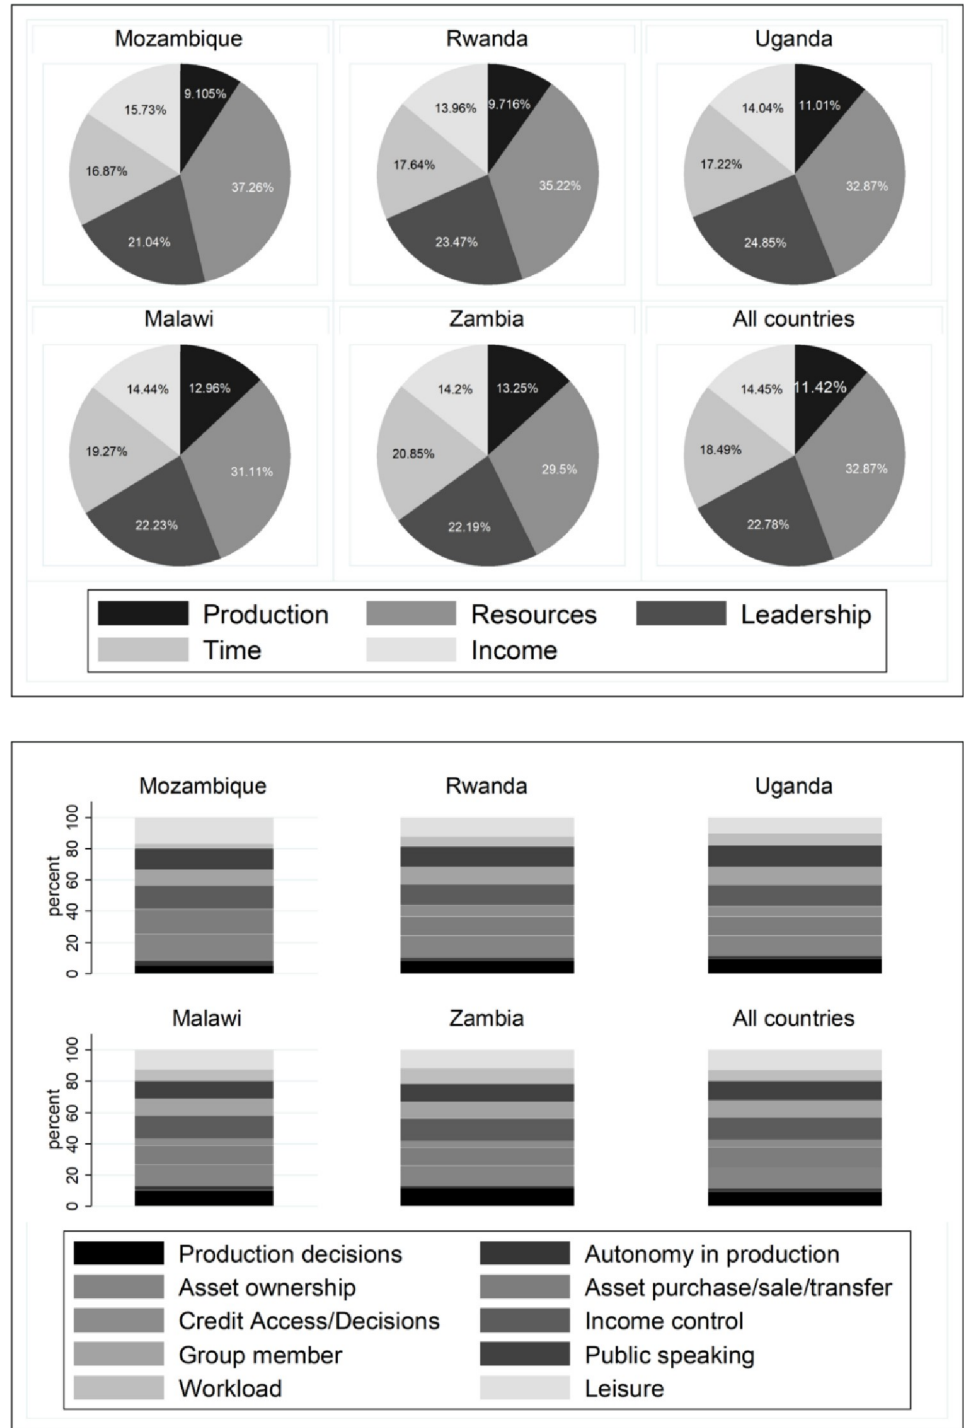 Mozambique Rwanda Uganda
15.73% 9.105% 13.96% 9.716% 14.04% 11.01%
16.87% 37.26% 17.64% 35.22% 17.22% 32.87%
21.04% 23.47% 24.85%
Malawi Zambia All countries
14.44% 12.96% 14.2% 13.25% 14.45% 11.42%
19.27% 31.11% 20.85% 29.5% 18.49% 32.87%
22.23% 22.19% 22.78%
Production Resources Leadership
Time Income
Mozambique Rwanda Uganda
percent
100
80
60
40
20
0
Malawi Zambia All countries
percent
100
80
60
40
20
0
Production decisions Autonomy in production
Asset ownership Asset purchase/sale/transfer
Credit Access/Decisions Income control
Group member Public speaking
Workload Leisure